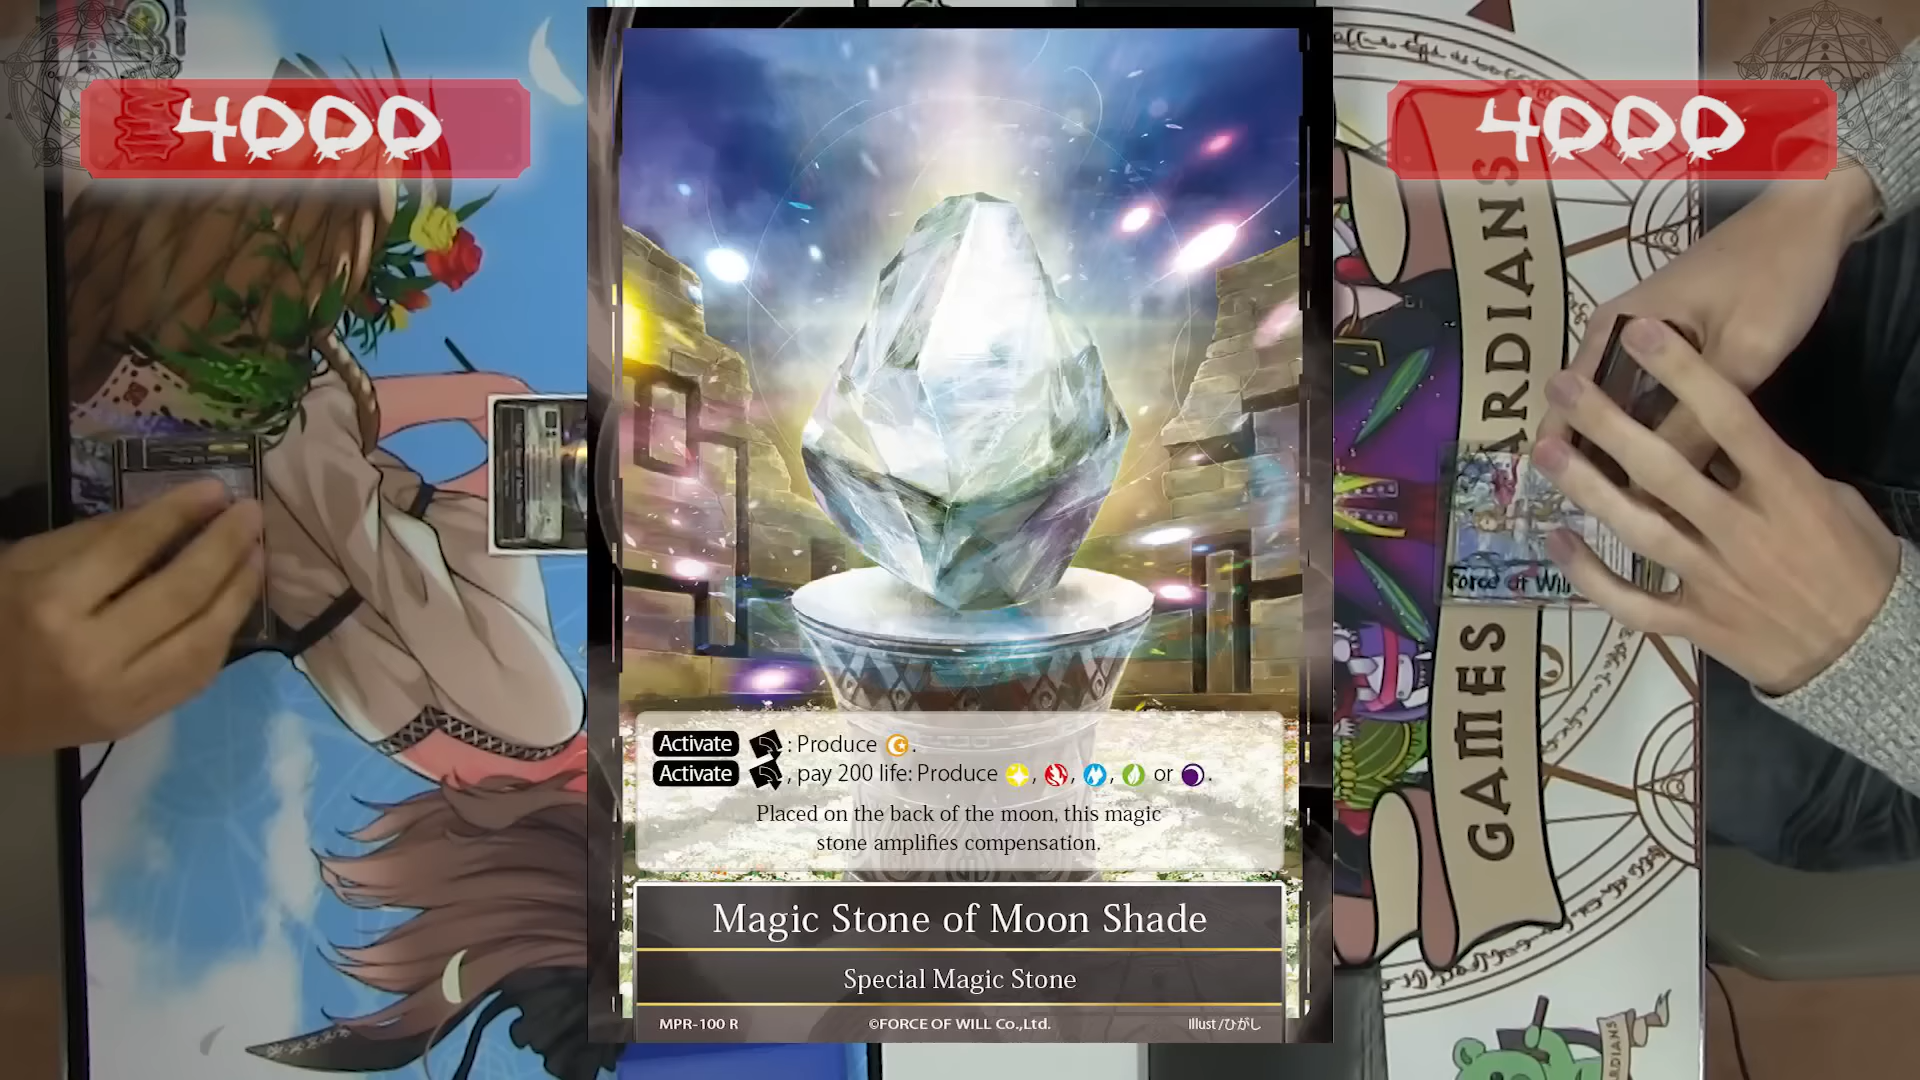 4000
4000
GUARDIANS
GAMES
Force of Will
Activate : Produce .
Activate , pay 200 life: Produce , , , or .
Placed on the back of the moon, this magic
stone amplifies compensation.
Magic Stone of Moon Shade
Special Magic Stone
MPR-100 R
©FORCE OF WILL Co.,Ltd.
Illust/ひがし